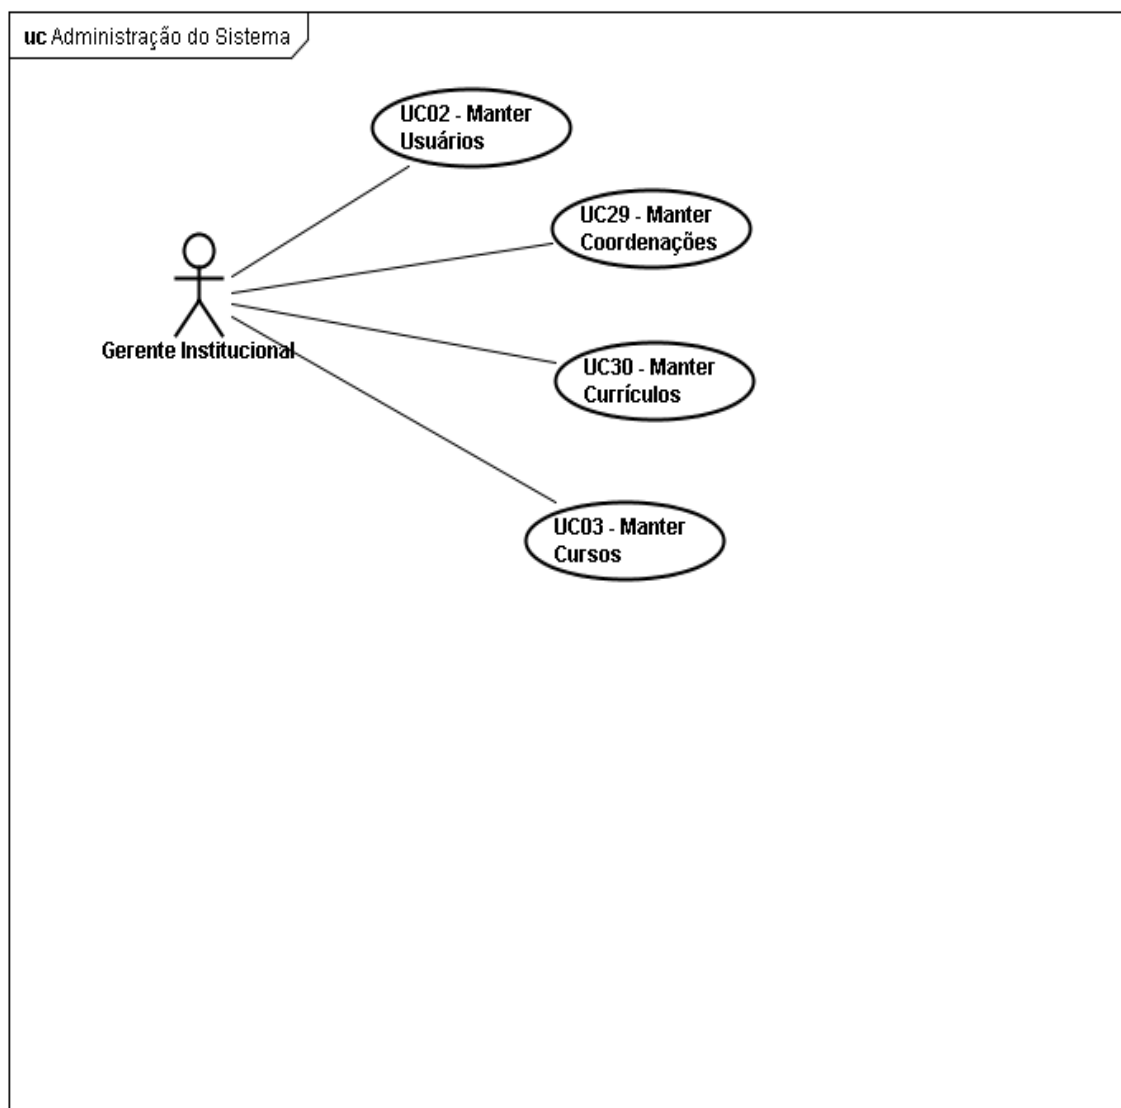 uc Administração do Sistema
UC02 - Manter
Usuários
UC29 - Manter
Coordenações
Gerente Institucional
UC30 - Manter
Currículos
UC03 - Manter
Cursos